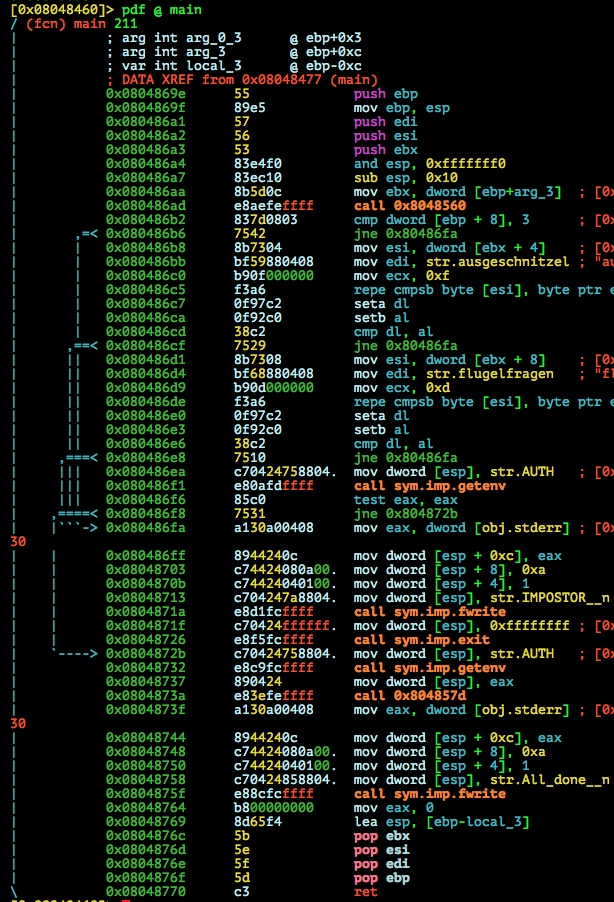 [0x08048460]> pdf @ main
/ (fcn) main 211
| ; arg int arg_0_3 @ ebp+0x3
| ; arg int arg_3 @ ebp+0xc
| ; var int local_3 @ ebp-0xc
| ; DATA XREF from 0x08048477 (main)
| 0x0804869e 55 push ebp
| 0x0804869f 89e5 mov ebp, esp
| 0x080486a1 57 push edi
| 0x080486a2 56 push esi
| 0x080486a3 53 push ebx
| 0x080486a4 83e4f0 and esp, 0xfffffff0
| 0x080486a7 83ec10 sub esp, 0x10
| 0x080486aa 8b5d0c mov ebx, dword [ebp+arg_3] ; [0x
| 0x080486ad e8aefeffff call 0x8048560
| 0x080486b2 837d0803 cmp dword [ebp + 8], 3 ; [0x
| ,=< 0x080486b6 7542 jne 0x80486fa
| | 0x080486b8 8b7304 mov esi, dword [ebx + 4] ; [0x
| | 0x080486bb bf59880408 mov edi, str.ausgeschnitzel ; "au
| | 0x080486c0 b90f000000 mov ecx, 0xf
| | 0x080486c5 f3a6 repe cmpsb byte [esi], byte ptr e
| | 0x080486c7 0f97c2 seta dl
| | 0x080486ca 0f92c0 setb al
| | 0x080486cd 38c2 cmp dl, al
| ,==< 0x080486cf 7529 jne 0x80486fa
| || 0x080486d1 8b7308 mov esi, dword [ebx + 8] ; [0x
| || 0x080486d4 bf68880408 mov edi, str.flugelfragen ; "fl
| || 0x080486d9 b90d000000 mov ecx, 0xd
| || 0x080486de f3a6 repe cmpsb byte [esi], byte ptr e
| || 0x080486e0 0f97c2 seta dl
| || 0x080486e3 0f92c0 setb al
| || 0x080486e6 38c2 cmp dl, al
| ,===< 0x080486e8 7510 jne 0x80486fa
| ||| 0x080486ea c70424758804. mov dword [esp], str.AUTH ; [0x
| ||| 0x080486f1 e80afdffff call sym.imp.getenv
| ||| 0x080486f6 85c0 test eax, eax
| ,====< 0x080486f8 7531 jne 0x804872b
| |```-> 0x080486fa a130a00408 mov eax, dword [obj.stderr] ; [0x
30
| | 0x080486ff 8944240c mov dword [esp + 0xc], eax
| | 0x08048703 c74424080a00. mov dword [esp + 8], 0xa
| | 0x0804870b c74424040100. mov dword [esp + 4], 1
| | 0x08048713 c704247a8804. mov dword [esp], str.IMPOSTOR__n
| | 0x0804871a e8d1fcffff call sym.imp.fwrite
| | 0x0804871f c70424ffffff. mov dword [esp], 0xffffffff ; [0x
| | 0x08048726 e8f5fcffff call sym.imp.exit
| `----> 0x0804872b c70424758804. mov dword [esp], str.AUTH ; [0x
| 0x08048732 e8c9fcffff call sym.imp.getenv
| 0x08048737 890424 mov dword [esp], eax
| 0x0804873a e83efeffff call 0x804857d
| 0x0804873f a130a00408 mov eax, dword [obj.stderr] ; [0x
30
| 0x08048744 8944240c mov dword [esp + 0xc], eax
| 0x08048748 c74424080a00. mov dword [esp + 8], 0xa
| 0x08048750 c74424040100. mov dword [esp + 4], 1
| 0x08048758 c70424858804. mov dword [esp], str.All_done__n
| 0x0804875f e88cfcffff call sym.imp.fwrite
| 0x08048764 b800000000 mov eax, 0
| 0x08048769 8d65f4 lea esp, [ebp-local_3]
| 0x0804876c 5b pop ebx
| 0x0804876d 5e pop esi
| 0x0804876e 5f pop edi
| 0x0804876f 5d pop ebp
\ 0x08048770 c3 ret